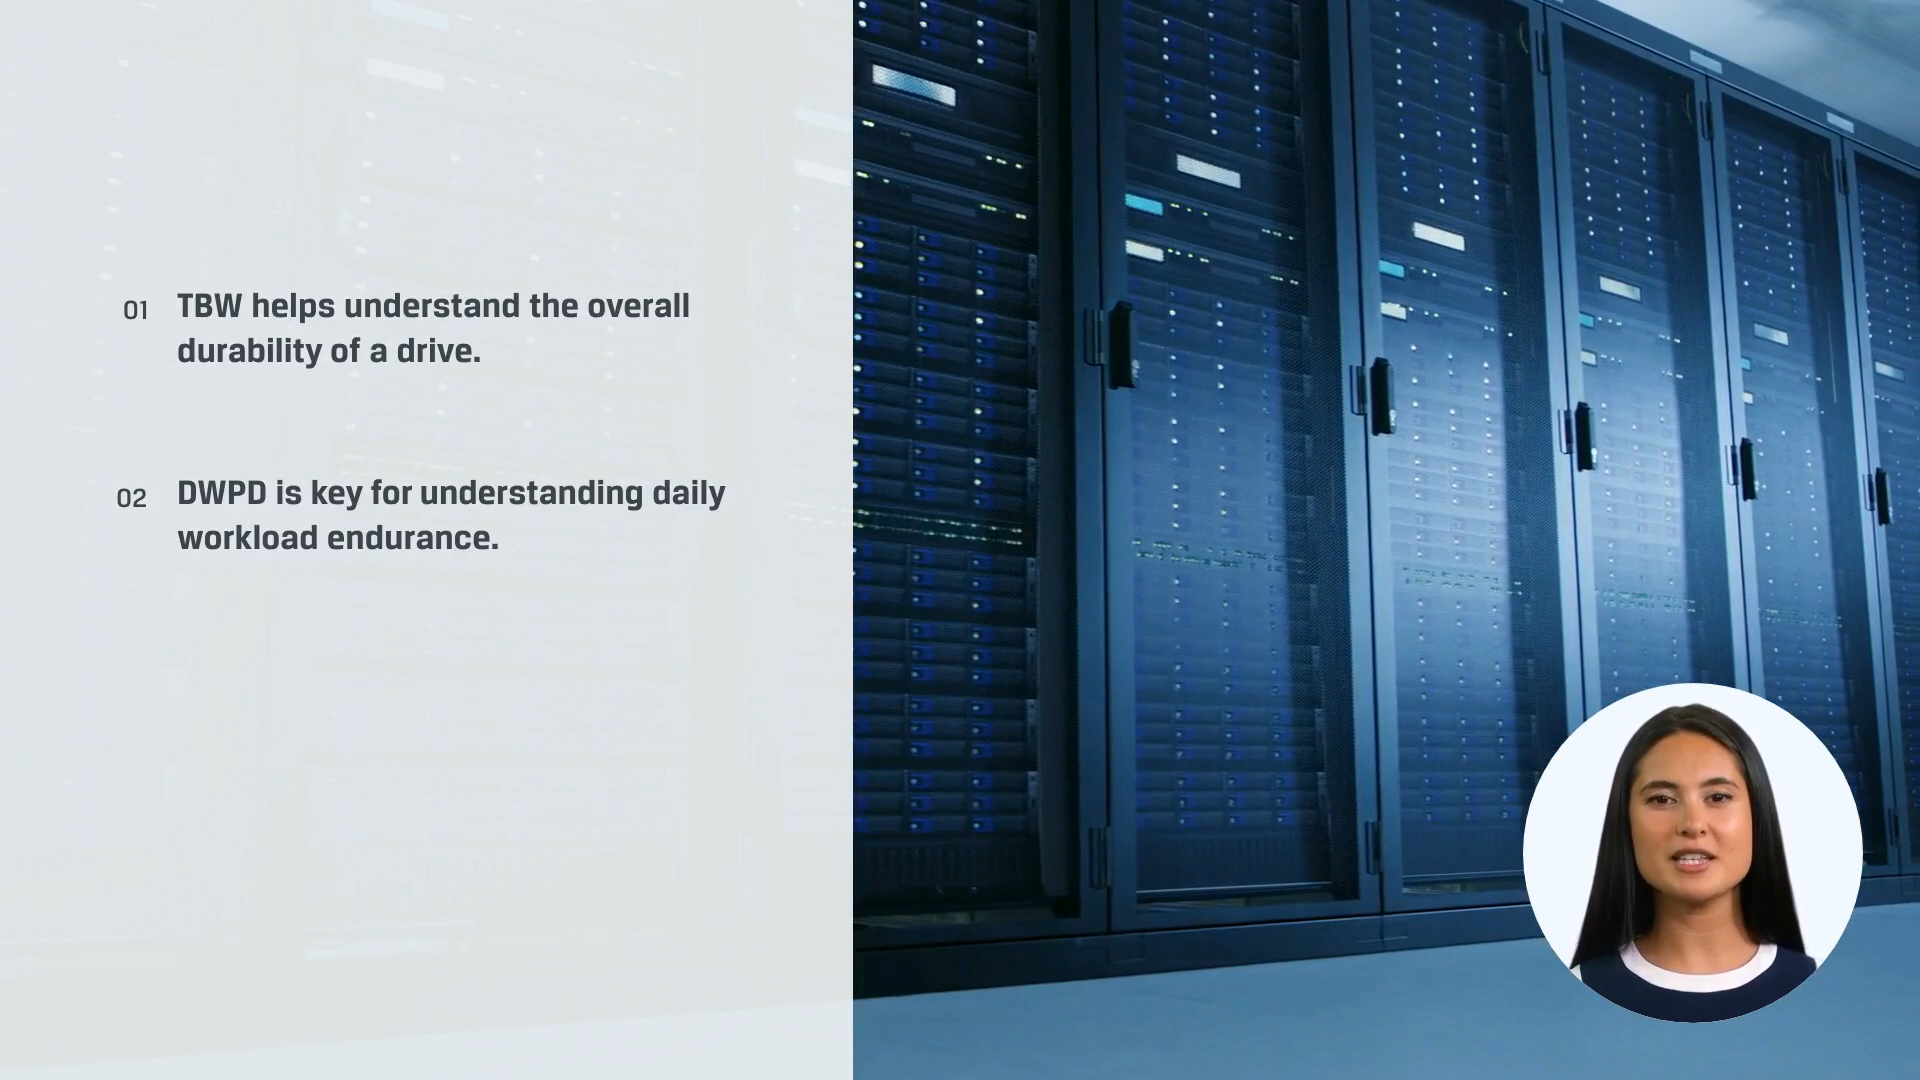 01 TBW helps understand the overall
durability of a drive.
02 DWPD is key for understanding daily
workload endurance.